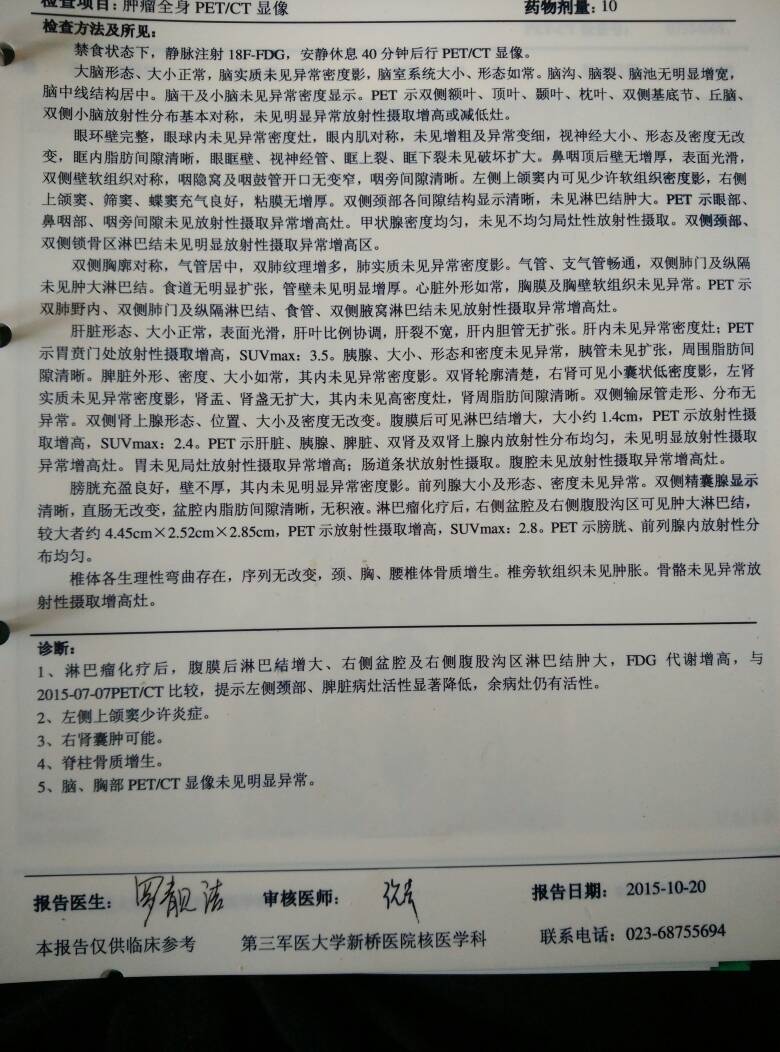 检查项目：肿瘤全身 PET/CT 显像 药物剂量：10
检查方法及所见：
禁食状态下，静脉注射 18F-FDG，安静休息 40 分钟后行 PET/CT 显像。
大脑形态、大小正常，脑实质未见异常密度影，脑室系统大小、形态如常。脑沟、脑裂、脑池无明显增宽，
脑中线结构居中。脑干及小脑未见异常密度显示。PET 示双侧额叶、顶叶、颞叶、枕叶、双侧基底节、丘脑、
双侧小脑放射性分布基本对称，未见明显异常放射性摄取增高或减低灶。
眼环壁完整，眼球内未见异常密度灶，眼内肌对称，未见增粗及异常变细，视神经大小、形态及密度无改
变，眶内脂肪间隙清晰，眼眶壁、视神经管、眶上裂、眶下裂未见破坏扩大。鼻咽顶后壁无增厚，表面光滑，
双侧壁软组织对称，咽隐窝及咽鼓管开口无变窄，咽旁间隙清晰。左侧上颌窦内可见少许软组织密度影，右侧
上颌窦、筛窦、蝶窦充气良好，粘膜无增厚。双侧颈部各间隙结构显示清晰，未见淋巴结肿大。PET 示眼部、
鼻咽部、咽旁间隙未见放射性摄取异常增高灶。甲状腺密度均匀，未见不均匀局灶性放射性摄取。双侧颈部、
双侧锁骨区淋巴结未见明显放射性摄取异常增高区。
双侧胸廓对称，气管居中，双肺纹理增多，肺实质未见异常密度影。气管、支气管畅通，双侧肺门及纵隔
未见肿大淋巴结。食道无明显扩张，管壁未见明显增厚。心脏外形如常，胸膜及胸壁软组织未见异常。PET 示
双肺野内、双侧肺门及纵隔淋巴结、食管、双侧腋窝淋巴结未见放射性摄取异常增高灶。
肝脏形态、大小正常，表面光滑，肝叶比例协调，肝裂不宽，肝内胆管无扩张。肝内未见异常密度灶；PET
示胃贲门处放射性摄取增高，SUVmax：3.5。胰腺、大小、形态和密度未见异常，胰管未见扩张，周围脂肪间
隙清晰。脾脏外形、密度、大小如常，其内未见异常密度影。双肾轮廓清楚，右肾可见小囊状低密度影，左肾
实质未见异常密度影，肾盂、肾盏无扩大，其内未见高密度灶，肾周脂肪间隙清晰。双侧输尿管走形、分布无
异常。双侧肾上腺形态、位置、大小及密度无改变。腹膜后可见淋巴结增大，大小约 1.4cm，PET 示放射性摄
取增高，SUVmax：2.4。PET 示肝脏、胰腺、脾脏、双肾及双肾上腺内放射性分布均匀，未见明显放射性摄取
异常增高灶。胃未见局灶放射性摄取异常增高；肠道条状放射性摄取。腹腔未见放射性摄取异常增高灶。
膀胱充盈良好，壁不厚，其内未见明显异常密度影。前列腺大小及形态、密度未见异常。双侧精囊腺显示
清晰，直肠无改变，盆腔内脂肪间隙清晰，无积液。淋巴瘤化疗后，右侧盆腔及右侧腹股沟区可见肿大淋巴结，
较大者约 4.45cm×2.52cm×2.85cm，PET 示放射性摄取增高，SUVmax：2.8。PET 示膀胱、前列腺内放射性分
布均匀。
椎体各生理性弯曲存在，序列无改变，颈、胸、腰椎体骨质增生。椎旁软组织未见肿胀。骨骼未见异常放
射性摄取增高灶。
诊断：
1、淋巴瘤化疗后，腹膜后淋巴结增大、右侧盆腔及右侧腹股沟区淋巴结肿大，FDG 代谢增高，与
2015-07-07PET/CT 比较，提示左侧颈部、脾脏病灶活性显著降低，余病灶仍有活性。
2、左侧上颌窦少许炎症。
3、右肾囊肿可能。
4、脊柱骨质增生。
5、脑、胸部 PET/CT 显像未见明显异常。
报告医生：罗靓洁 审核医师： 报告日期：2015-10-20
本报告仅供临床参考 第三军医大学新桥医院核医学科 联系电话：023-68755694